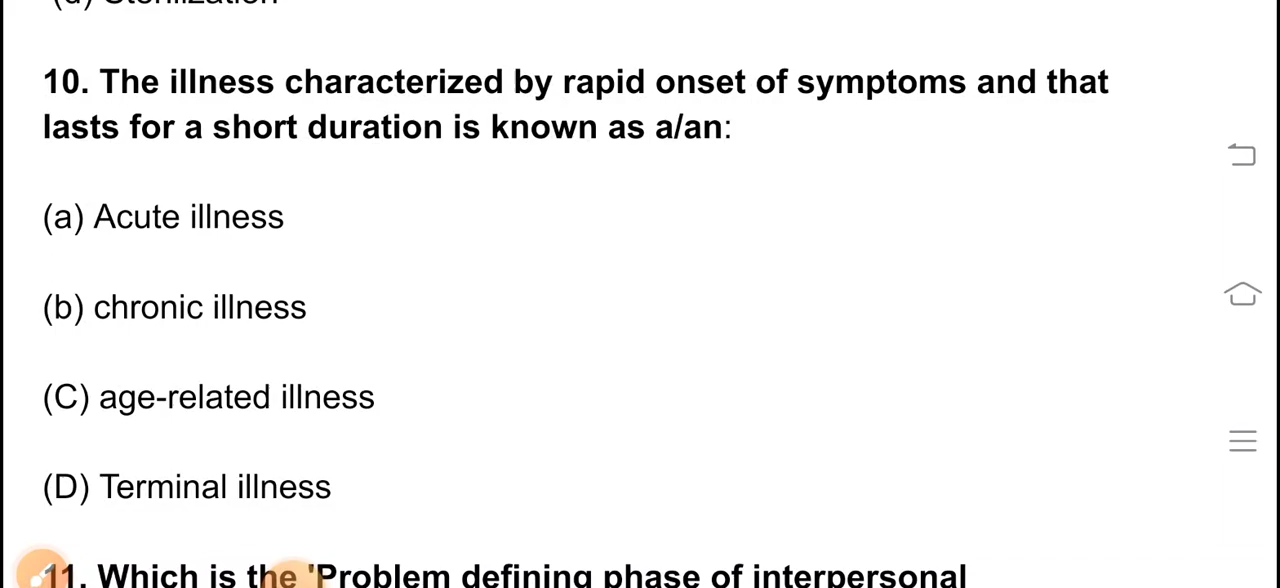 10. The illness characterized by rapid onset of symptoms and that
lasts for a short duration is known as a/an:
(a) Acute illness
(b) chronic illness
(C) age-related illness
(D) Terminal illness
11. Which is the 'Problem defining phase of interpersonal